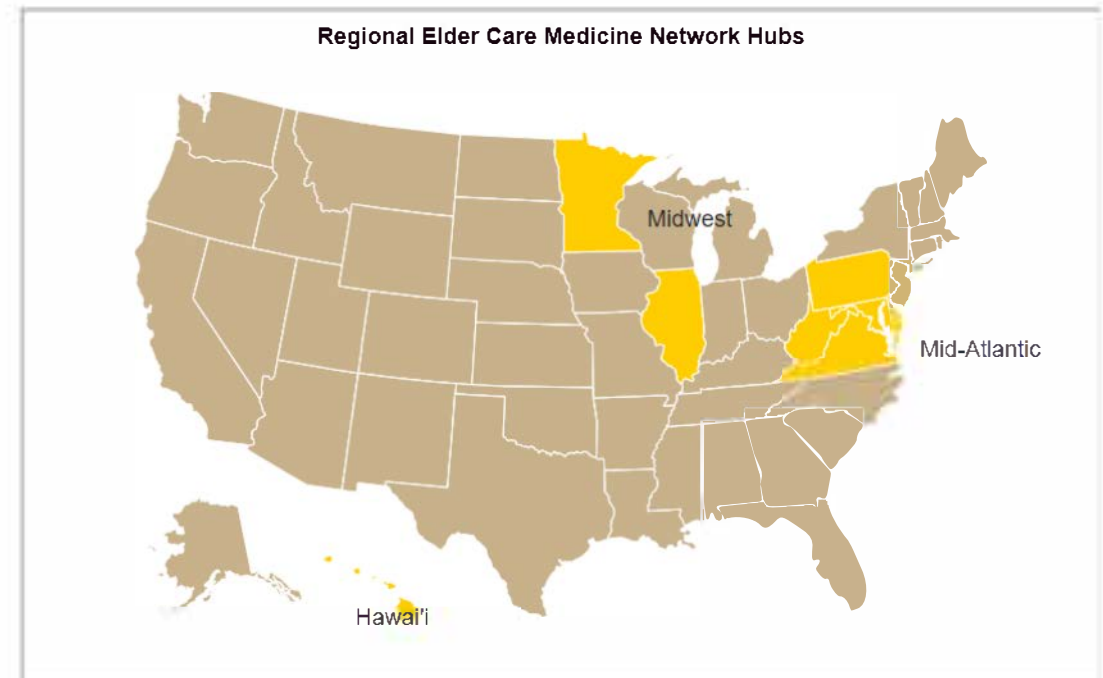 Regional Elder Care Medicine Network Hubs
Midwest
Mid-Atlantic
Hawai'i